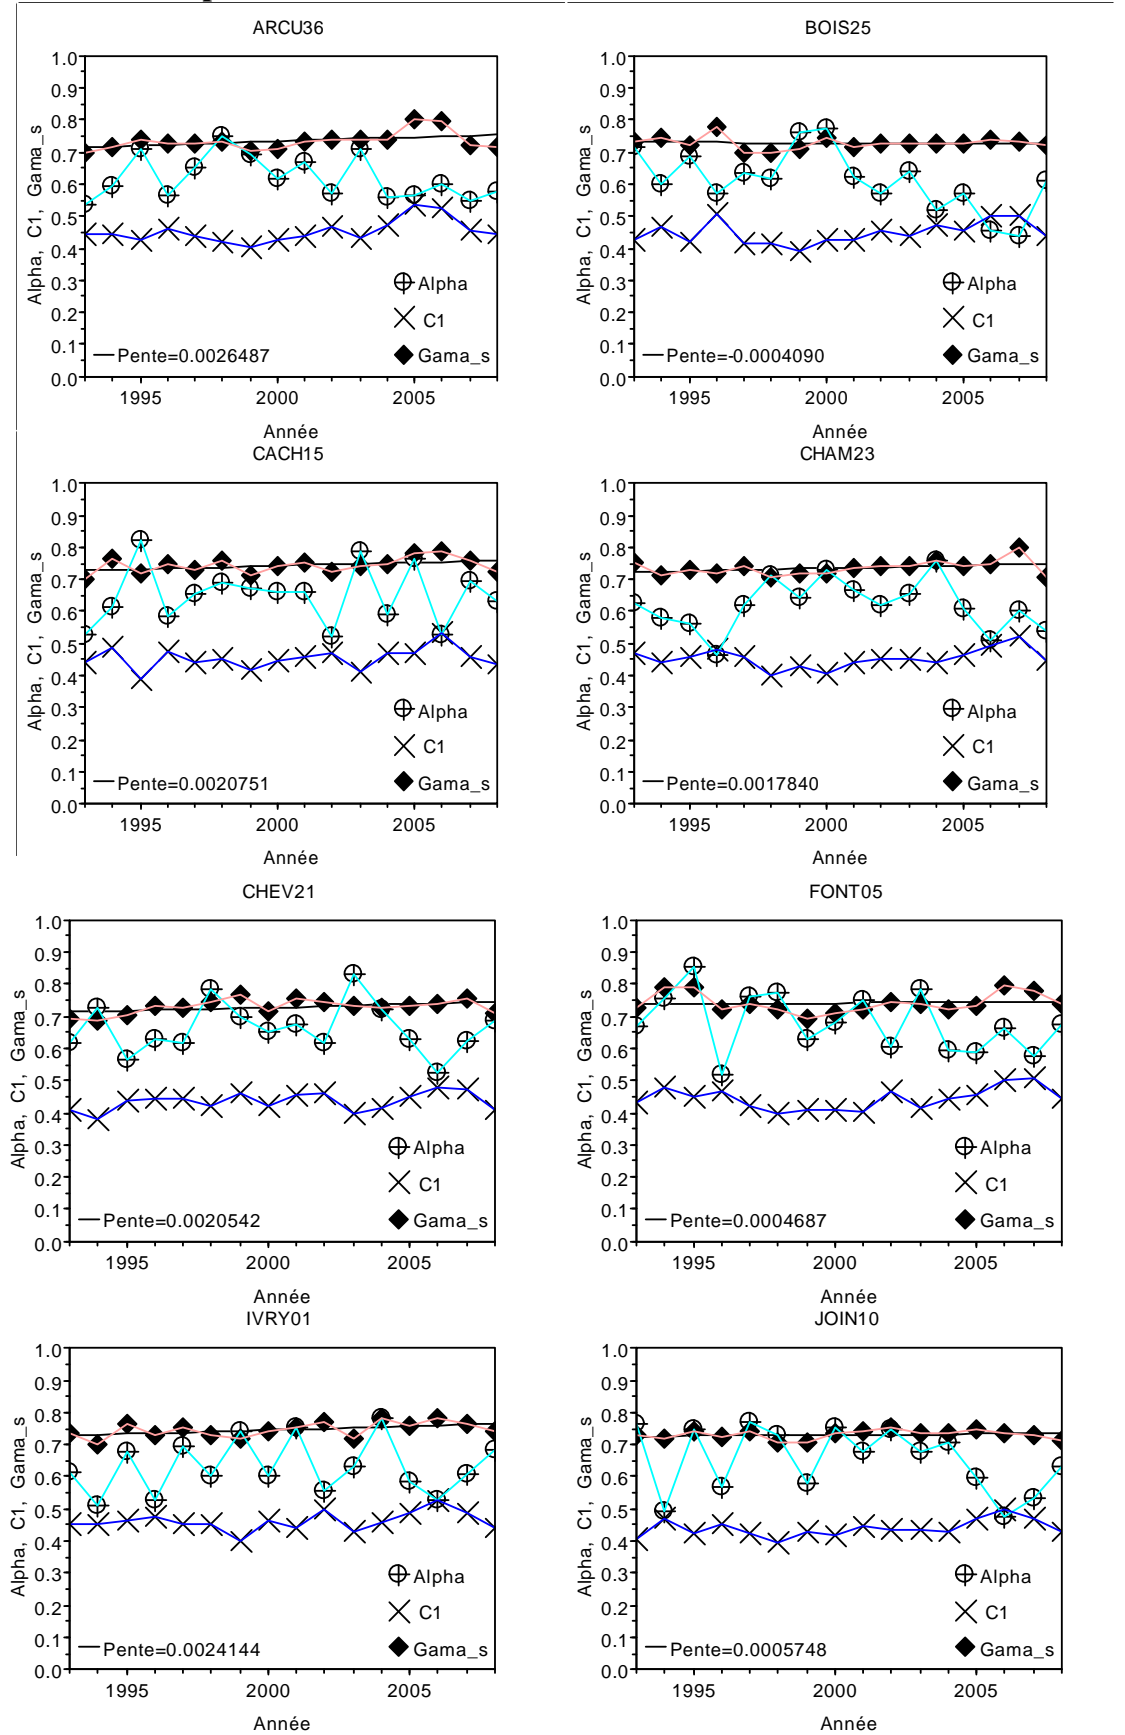 ARCU36
Alpha, C1, Gama_s
1.0
0.9
0.8
0.7
0.6
0.5
0.4
0.3
0.2
0.1
0.0
Alpha
C1
Pente=0.0026487
Gama_s
1995 2000 2005
Année
BOIS25
Alpha, C1, Gama_s
1.0
0.9
0.8
0.7
0.6
0.5
0.4
0.3
0.2
0.1
0.0
Alpha
C1
Pente=-0.0004090
Gama_s
1995 2000 2005
Année
CACH15
Alpha, C1, Gama_s
1.0
0.9
0.8
0.7
0.6
0.5
0.4
0.3
0.2
0.1
0.0
Alpha
C1
Pente=0.0020751
Gama_s
1995 2000 2005
Année
CHAM23
Alpha, C1, Gama_s
1.0
0.9
0.8
0.7
0.6
0.5
0.4
0.3
0.2
0.1
0.0
Alpha
C1
Pente=0.0017840
Gama_s
1995 2000 2005
Année
CHEV21
Alpha, C1, Gama_s
1.0
0.9
0.8
0.7
0.6
0.5
0.4
0.3
0.2
0.1
0.0
Alpha
C1
Pente=0.0020542
Gama_s
1995 2000 2005
Année
FONT05
Alpha, C1, Gama_s
1.0
0.9
0.8
0.7
0.6
0.5
0.4
0.3
0.2
0.1
0.0
Alpha
C1
Pente=0.0004687
Gama_s
1995 2000 2005
Année
IVRY01
Alpha, C1, Gama_s
1.0
0.9
0.8
0.7
0.6
0.5
0.4
0.3
0.2
0.1
0.0
Alpha
C1
Pente=0.0024144
Gama_s
1995 2000 2005
Année
JOIN10
Alpha, C1, Gama_s
1.0
0.9
0.8
0.7
0.6
0.5
0.4
0.3
0.2
0.1
0.0
Alpha
C1
Pente=0.0005748
Gama_s
1995 2000 2005
Année